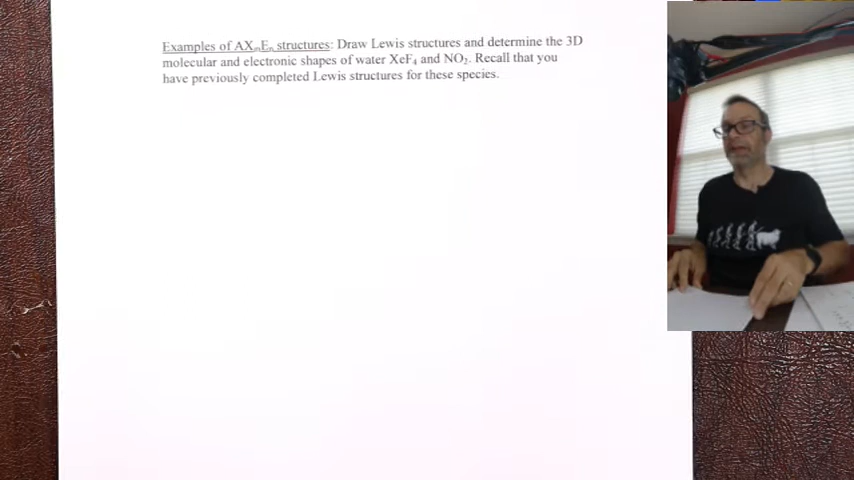 Examples of AXₘEₙ structures: Draw Lewis structures and determine the 3D
molecular and electronic shapes of water XeF₄ and NO₂. Recall that you
have previously completed Lewis structures for these species.